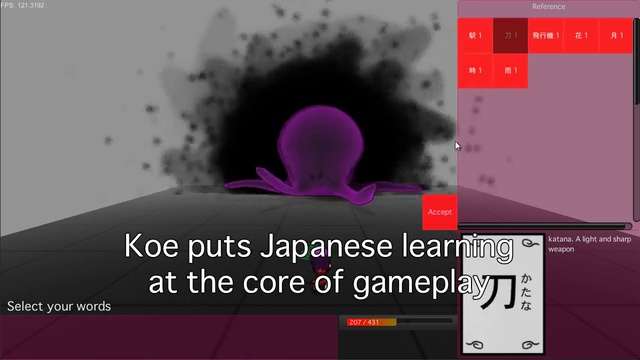 FPS: 121.3192
Reference
駅 1
刀 1
飛行機 1
花 1
月 1
時 1
雨 1
Accept
Koe puts Japanese learning
at the core of gameplay
Select your words
207 / 431
刀
かたな
katana. A light and sharp
weapon